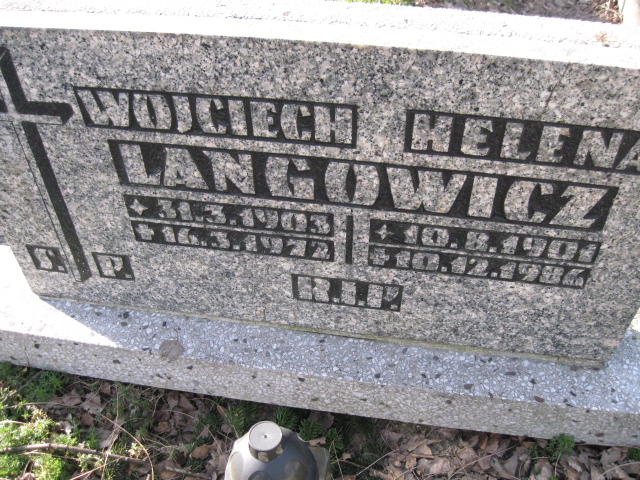 WOJCIECH HELENA
LANGOWICZ
31.3.1903 10.8.1901
16.3.1972 10.12.1986
Ś. P.
R.I.P.